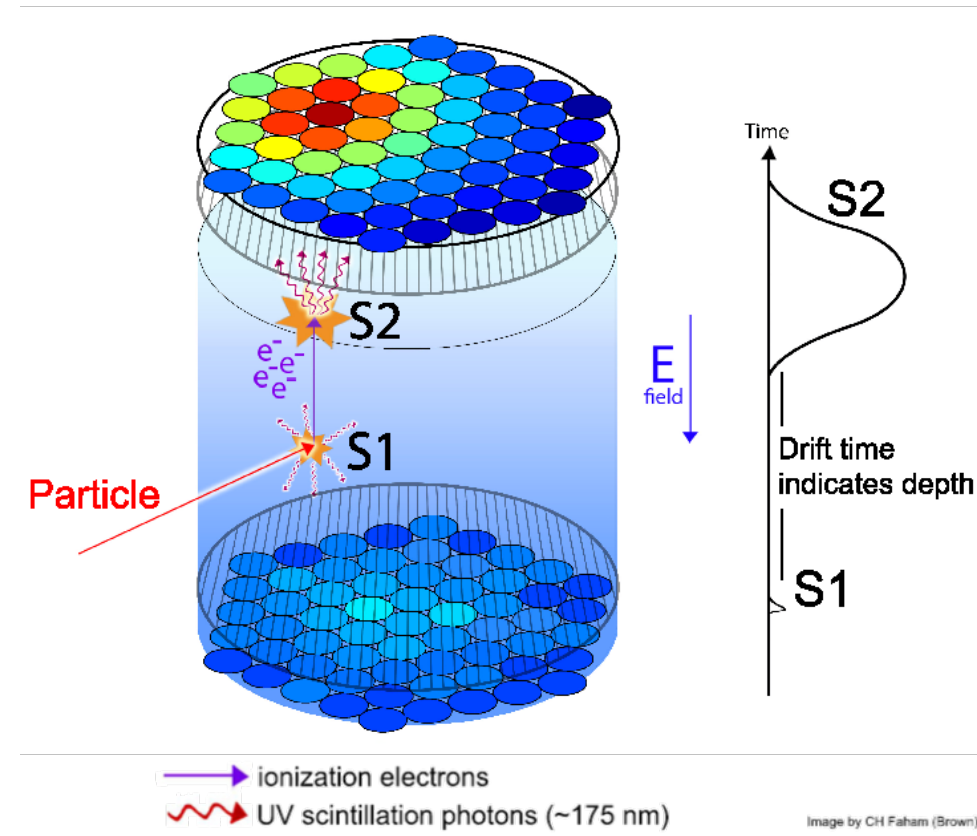 Time
S2
S2
e-
e-e-
e-
E
field
S1
Drift time
indicates depth
Particle
S1
ionization electrons
UV scintillation photons (~175 nm)
Image by CH Faham (Brown)